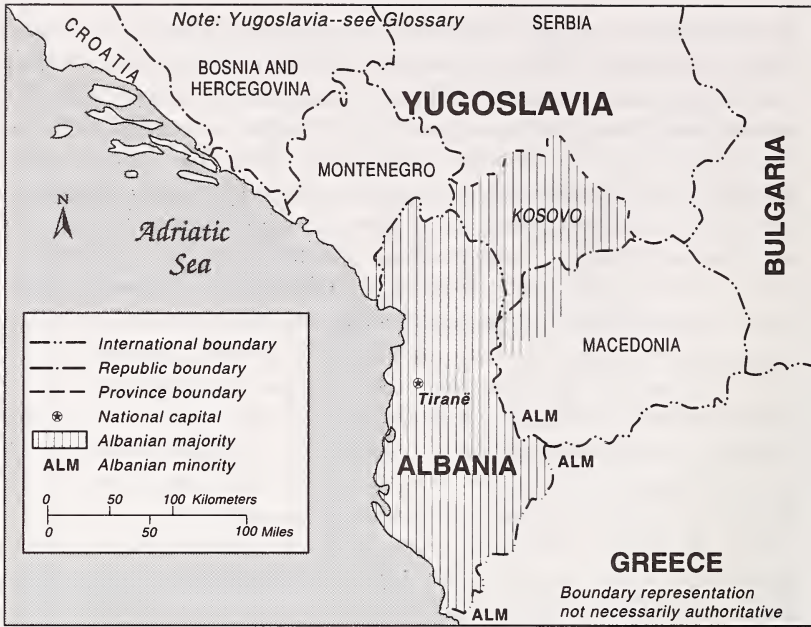 Note: Yugoslavia--see Glossary
SERBIA
CROATIA
BOSNIA AND
HERCEGOVINA
YUGOSLAVIA
MONTENEGRO
BULGARIA
N
KOSOVO
Adriatic
Sea
MACEDONIA
International boundary
Republic boundary
Province boundary
National capital
Albanian majority
ALM Albanian minority
0 50 100 Kilometers
0 50 100 Miles
Tiranë
ALM
ALBANIA
ALM
GREECE
Boundary representation
not necessarily authoritative
ALM